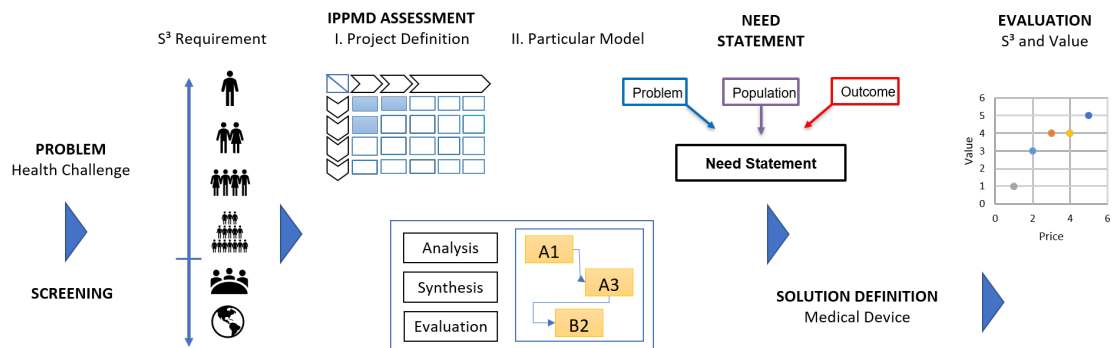 PROBLEM
Health Challenge
SCREENING
S³ Requirement
IPPMD ASSESSMENT
I. Project Definition
II. Particular Model
Analysis
Synthesis
Evaluation
A1
A3
B2
NEED
STATEMENT
Problem
Population
Outcome
Need Statement
SOLUTION DEFINITION
Medical Device
EVALUATION
S³ and Value
Value
6
5
4
3
2
1
0
0 2 4 6
Price